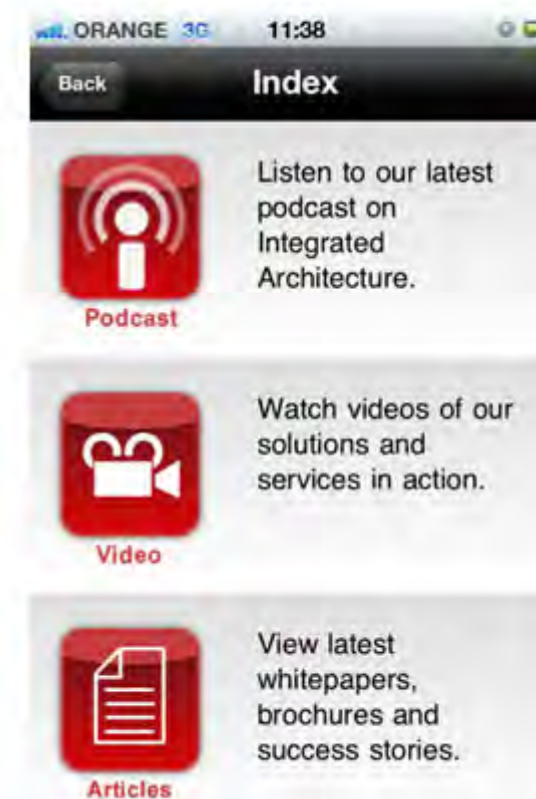 ORANGE 3G 11:38
Back Index
Listen to our latest
podcast on
Integrated
Architecture.
Podcast
Watch videos of our
solutions and
services in action.
Video
View latest
whitepapers,
brochures and
success stories.
Articles